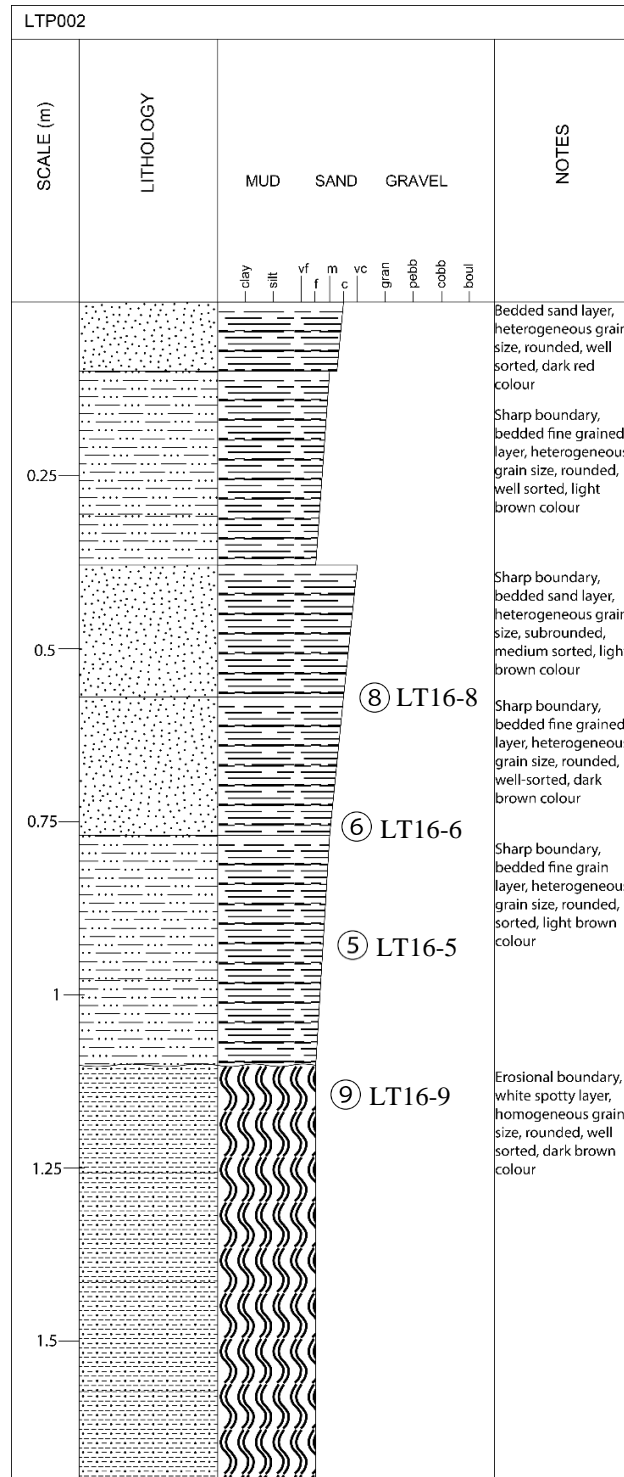 LTP002
SCALE (m)
LITHOLOGY
MUD SAND GRAVEL
NOTES
clay silt vf f m c vc gran pebb cobb boul
Bedded sand layer,
heterogeneous grain
size, rounded, well
sorted, dark red
colour
Sharp boundary,
bedded fine grained
layer, heterogeneous
grain size, rounded,
well sorted, light
brown colour
0.25
Sharp boundary,
bedded sand layer,
heterogeneous grain
size, subrounded,
medium sorted, light
brown colour
0.5
8 LT16-8
Sharp boundary,
bedded fine grained
layer, heterogeneous
grain size, rounded,
well-sorted, dark
brown colour
0.75
6 LT16-6
Sharp boundary,
bedded fine grain
layer, heterogeneous
grain size, rounded,
sorted, light brown
colour
5 LT16-5
1
9 LT16-9
Erosional boundary,
white spotty layer,
homogeneous grain
size, rounded, well
sorted, dark brown
colour
1.25
1.5